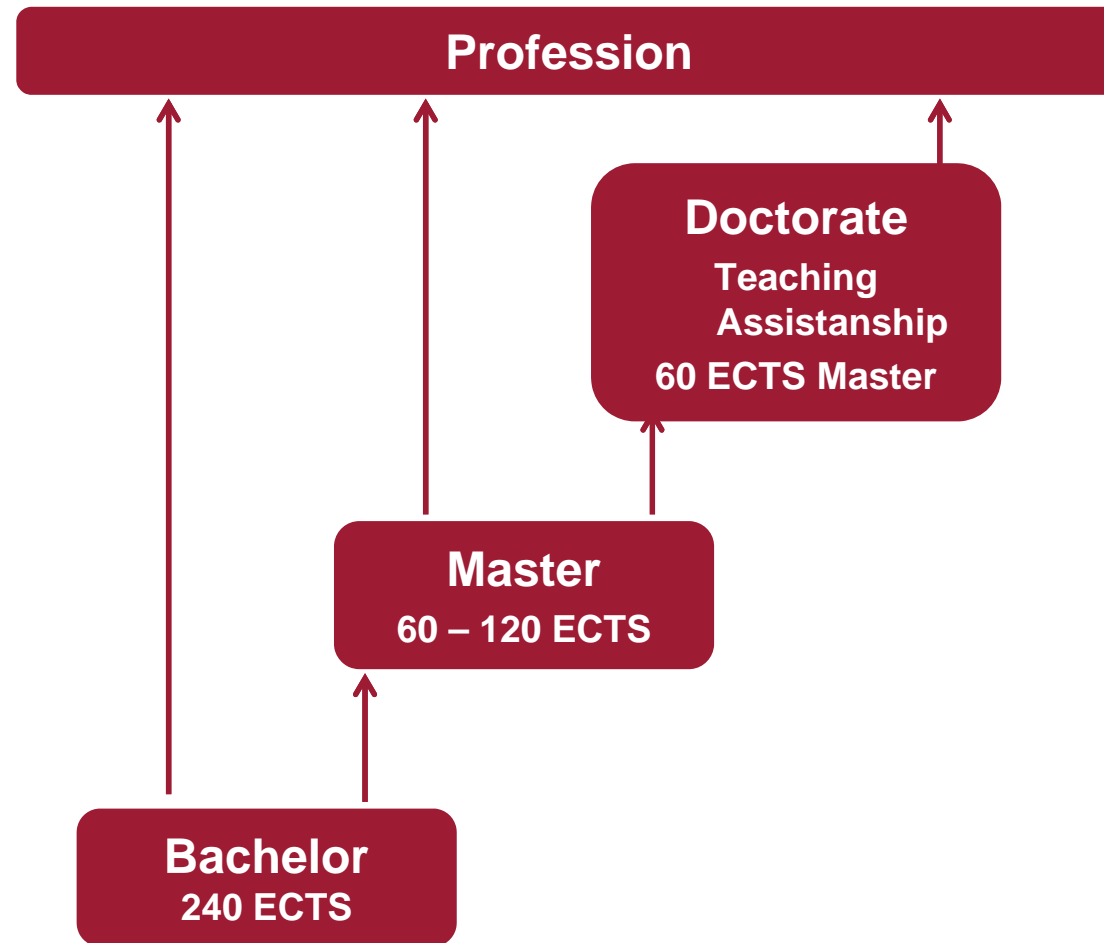 Profession
Doctorate
Teaching
Assistanship
60 ECTS Master
Master
60 – 120 ECTS
Bachelor
240 ECTS